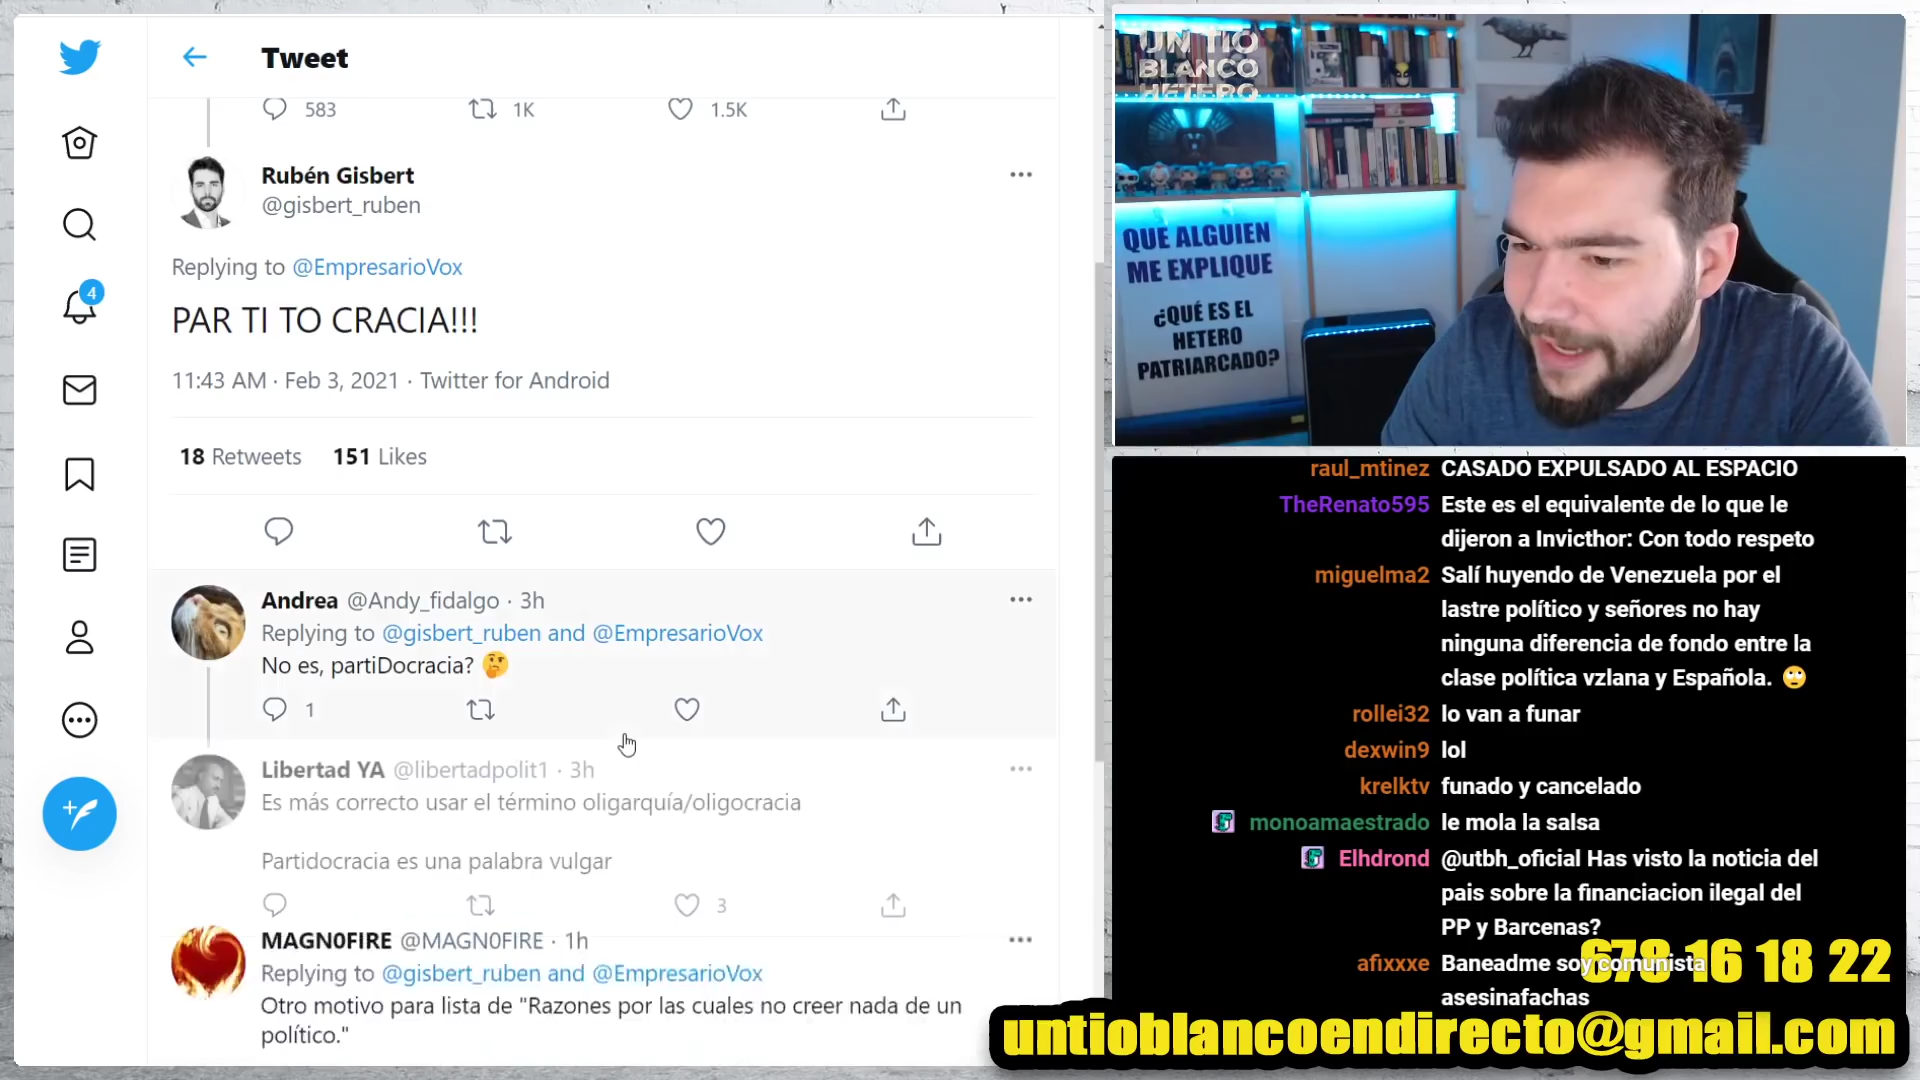 Tweet
583 1K 1.5K
Rubén Gisbert
@gisbert_ruben
Replying to @EmpresarioVox
PAR TI TO CRACIA!!!
11:43 AM · Feb 3, 2021 · Twitter for Android
18 Retweets 151 Likes
4
Andrea @Andy_fidalgo · 3h
Replying to @gisbert_ruben and @EmpresarioVox
No es, partiDocracia? 🤔
1
Libertad YA @libertadpolit1 · 3h
Es más correcto usar el término oligarquía/oligocracia
Partidocracia es una palabra vulgar
3
MAGN0FIRE @MAGN0FIRE · 1h
Replying to @gisbert_ruben and @EmpresarioVox
Otro motivo para lista de "Razones por las cuales no creer nada de un
político."
UN TIO
BLANCO
HETERO
QUE ALGUIEN
ME EXPLIQUE
¿QUÉ ES EL
HETERO
PATRIARCADO?
raul_mtinez CASADO EXPULSADO AL ESPACIO
TheRenato595 Este es el equivalente de lo que le
dijeron a Invicthor: Con todo respeto
miguelma2 Salí huyendo de Venezuela por el
lastre político y señores no hay
ninguna diferencia de fondo entre la
clase política vzlana y Española. 🙄
rollei32 lo van a funar
dexwin9 lol
krelktv funado y cancelado
monoamaestrado le mola la salsa
Elhdrond @utbh_oficial Has visto la noticia del
pais sobre la financiacion ilegal del
PP y Barcenas?
afixxxe Baneadme soy comunista
asesinafachas
678 16 18 22
untioblancoendirecto@gmail.com